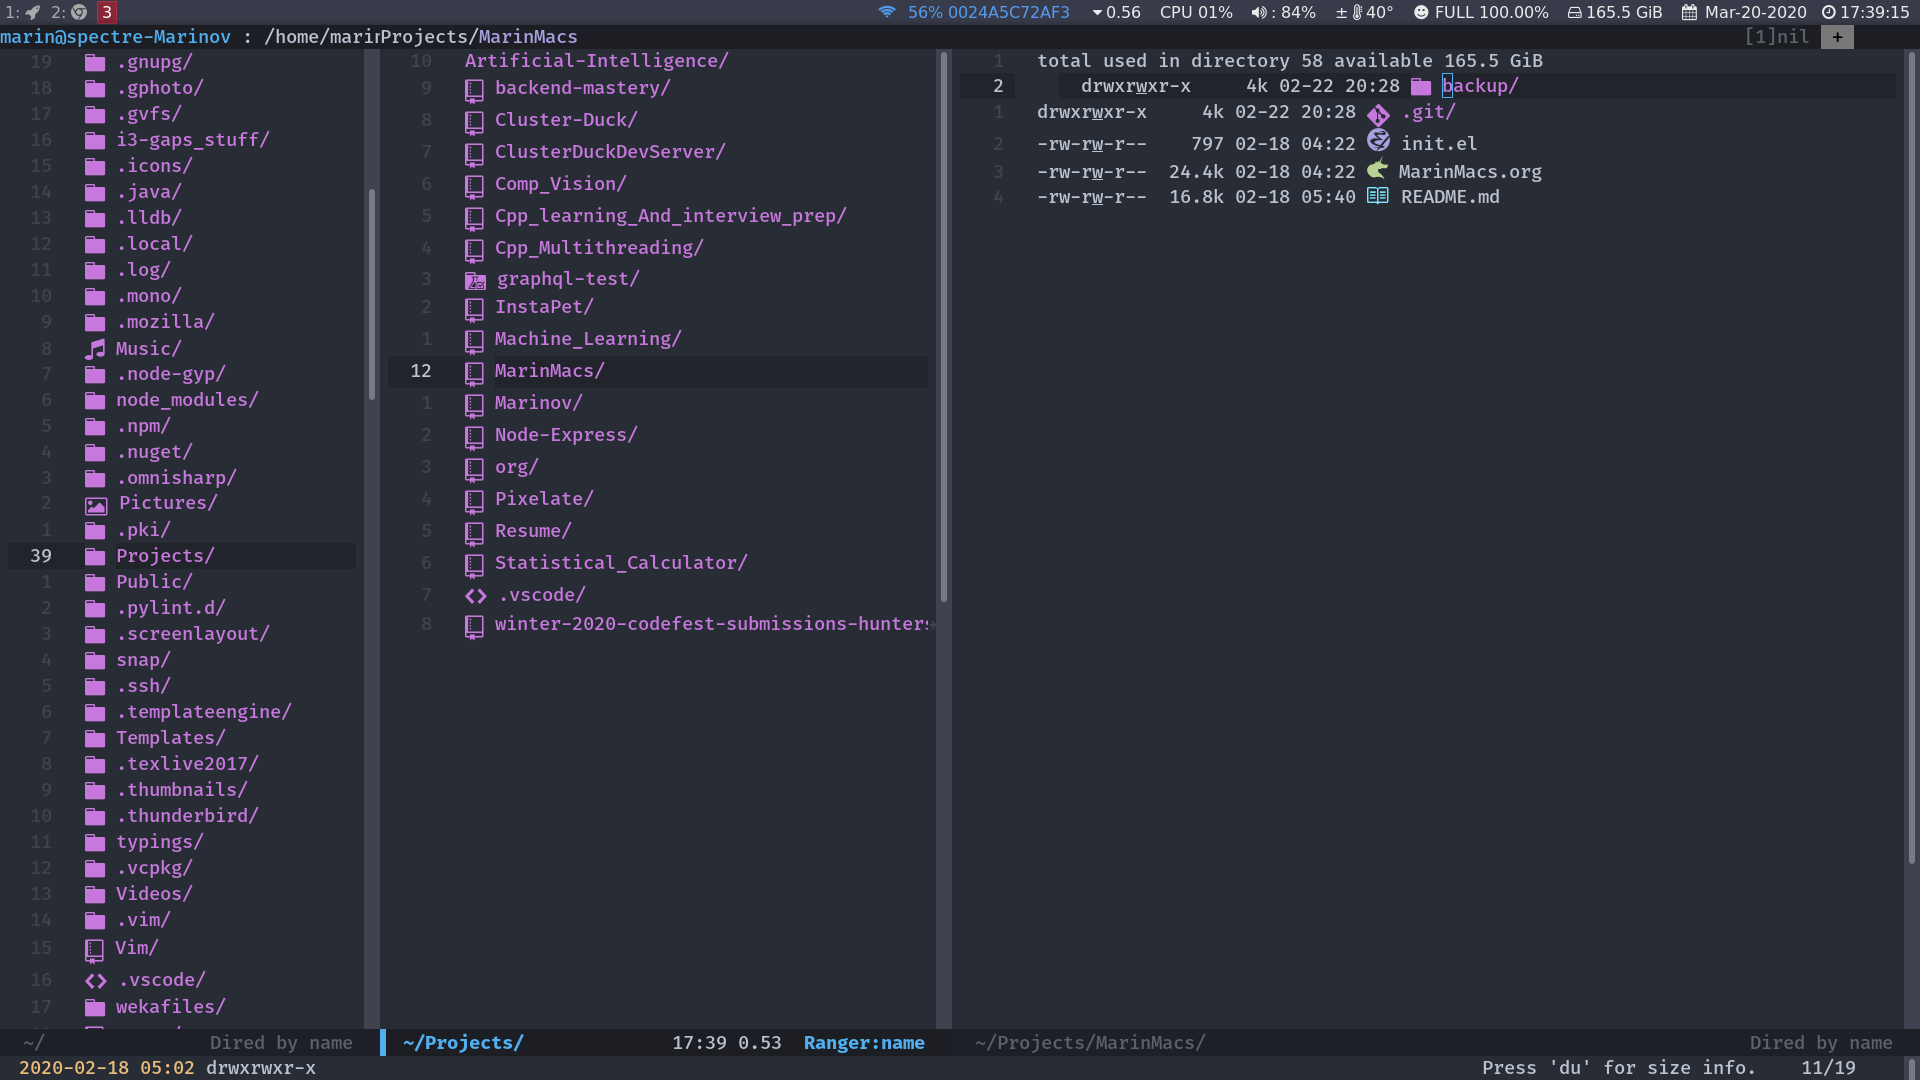 1: 2: 3 56% 0024A5C72AF3 0.56 CPU 01% : 84% ± 40° FULL 100.00% 165.5 GiB Mar-20-2020 17:39:15
marin@spectre-Marinov : /home/marinProjects/MarinMacs [1]nil +
19 .gnupg/
18 .gphoto/
17 .gvfs/
16 i3-gaps_stuff/
15 .icons/
14 .java/
13 .lldb/
12 .local/
11 .log/
10 .mono/
9 .mozilla/
8 Music/
7 .node-gyp/
6 node_modules/
5 .npm/
4 .nuget/
3 .omnisharp/
2 Pictures/
1 .pki/
39 Projects/
1 Public/
2 .pylint.d/
3 .screenlayout/
4 snap/
5 .ssh/
6 .templateengine/
7 Templates/
8 .texlive2017/
9 .thumbnails/
10 .thunderbird/
11 typings/
12 .vcpkg/
13 Videos/
14 .vim/
15 Vim/
16 .vscode/
17 wekafiles/
10 Artificial-Intelligence/
9 backend-mastery/
8 Cluster-Duck/
7 ClusterDuckDevServer/
6 Comp_Vision/
5 Cpp_learning_And_interview_prep/
4 Cpp_Multithreading/
3 graphql-test/
2 InstaPet/
1 Machine_Learning/
12 MarinMacs/
1 Marinov/
2 Node-Express/
3 org/
4 Pixelate/
5 Resume/
6 Statistical_Calculator/
7 .vscode/
8 winter-2020-codefest-submissions-hunter
1 total used in directory 58 available 165.5 GiB
2 drwxrwxr-x 4k 02-22 20:28 backup/
1 drwxrwxr-x 4k 02-22 20:28 .git/
2 -rw-rw-r-- 797 02-18 04:22 init.el
3 -rw-rw-r-- 24.4k 02-18 04:22 MarinMacs.org
4 -rw-rw-r-- 16.8k 02-18 05:40 README.md
~/ Dired by name ~/Projects/ 17:39 0.53 Ranger:name ~/Projects/MarinMacs/ Dired by name
2020-02-18 05:02 drwxrwxr-x Press 'du' for size info. 11/19